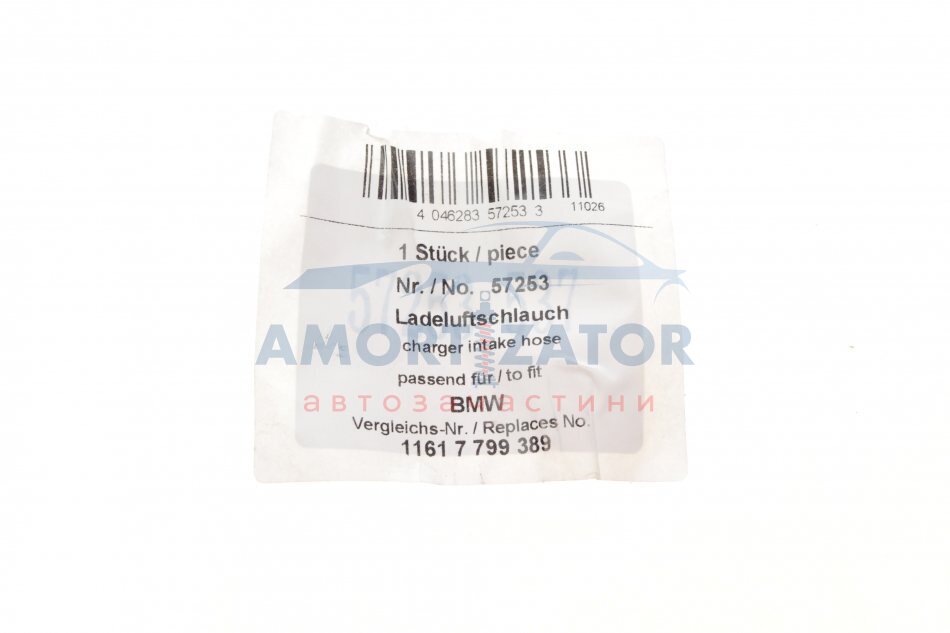 4 046283 57253 3 11026
1 Stück / piece
Nr. / No. 57253
Ladeluftschlauch
AMORTIZATOR
charger intake hose
passend für / to fit
автозапчастини
BMW
Vergleichs-Nr. / Replaces No.
1161 7 799 389